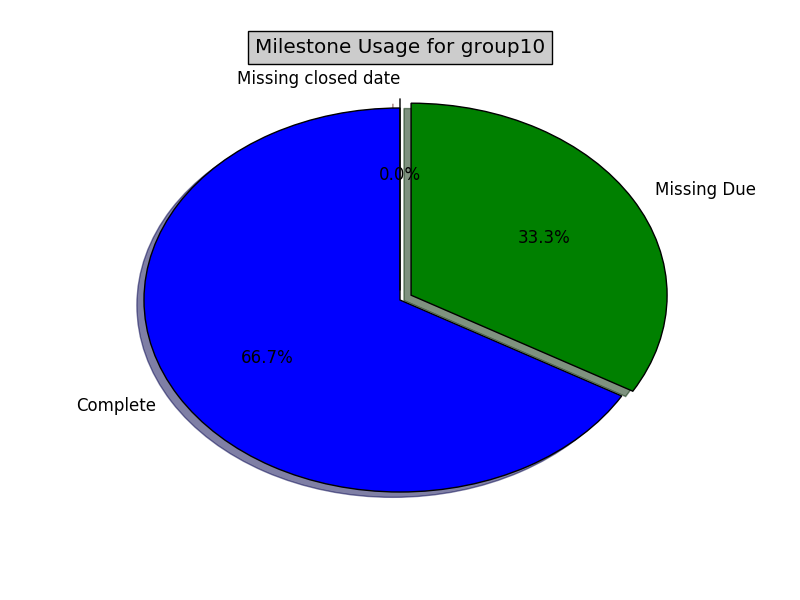 Milestone Usage for group10
Missing closed date
0.0%
Missing Due
33.3%
66.7%
Complete